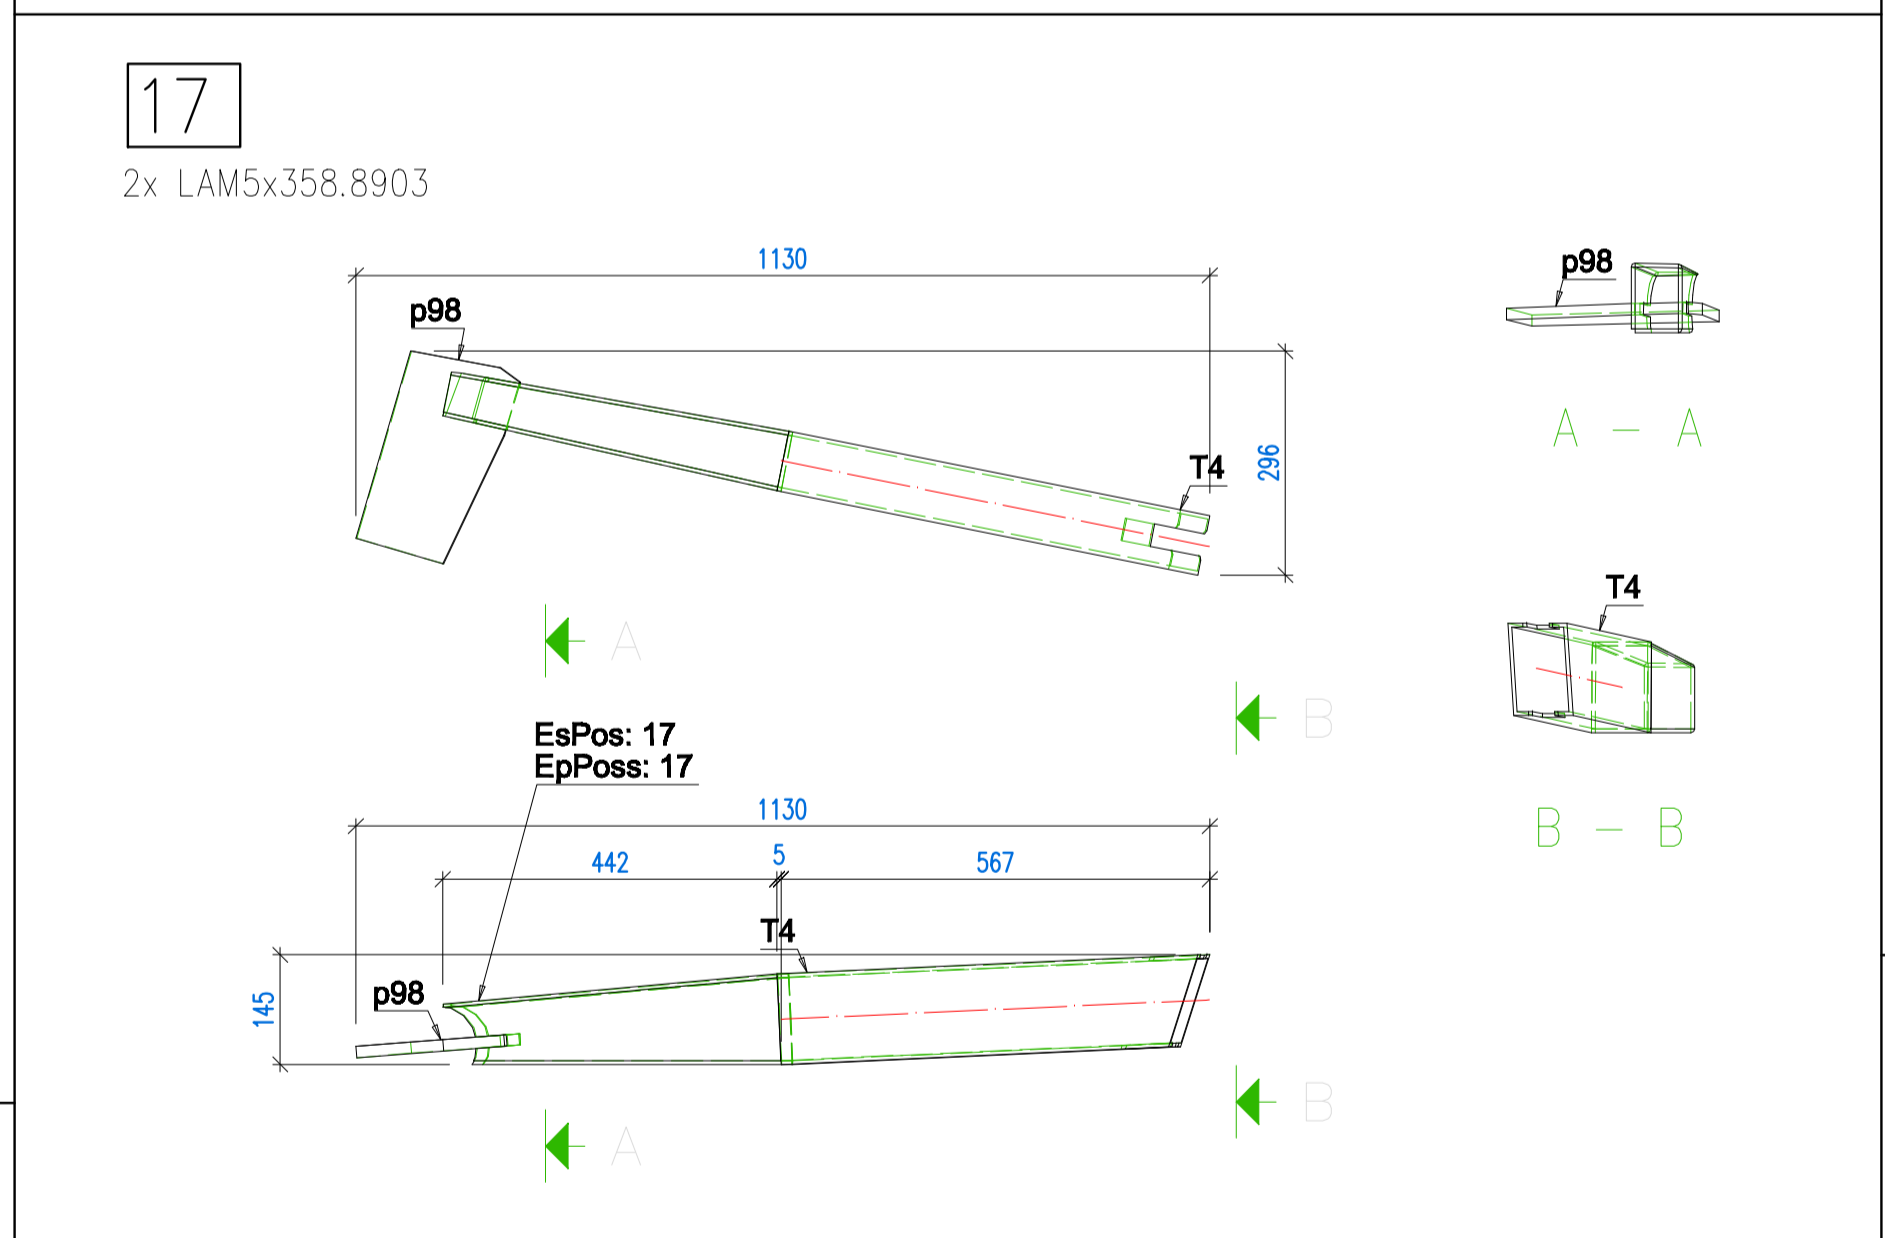 17
2x LAM5x358.8903
1130
p98
p98
A - A
296
T4
T4
A
B
EsPos: 17
EpPoss: 17
1130
B - B
442
5
567
T4
p98
145
B
A